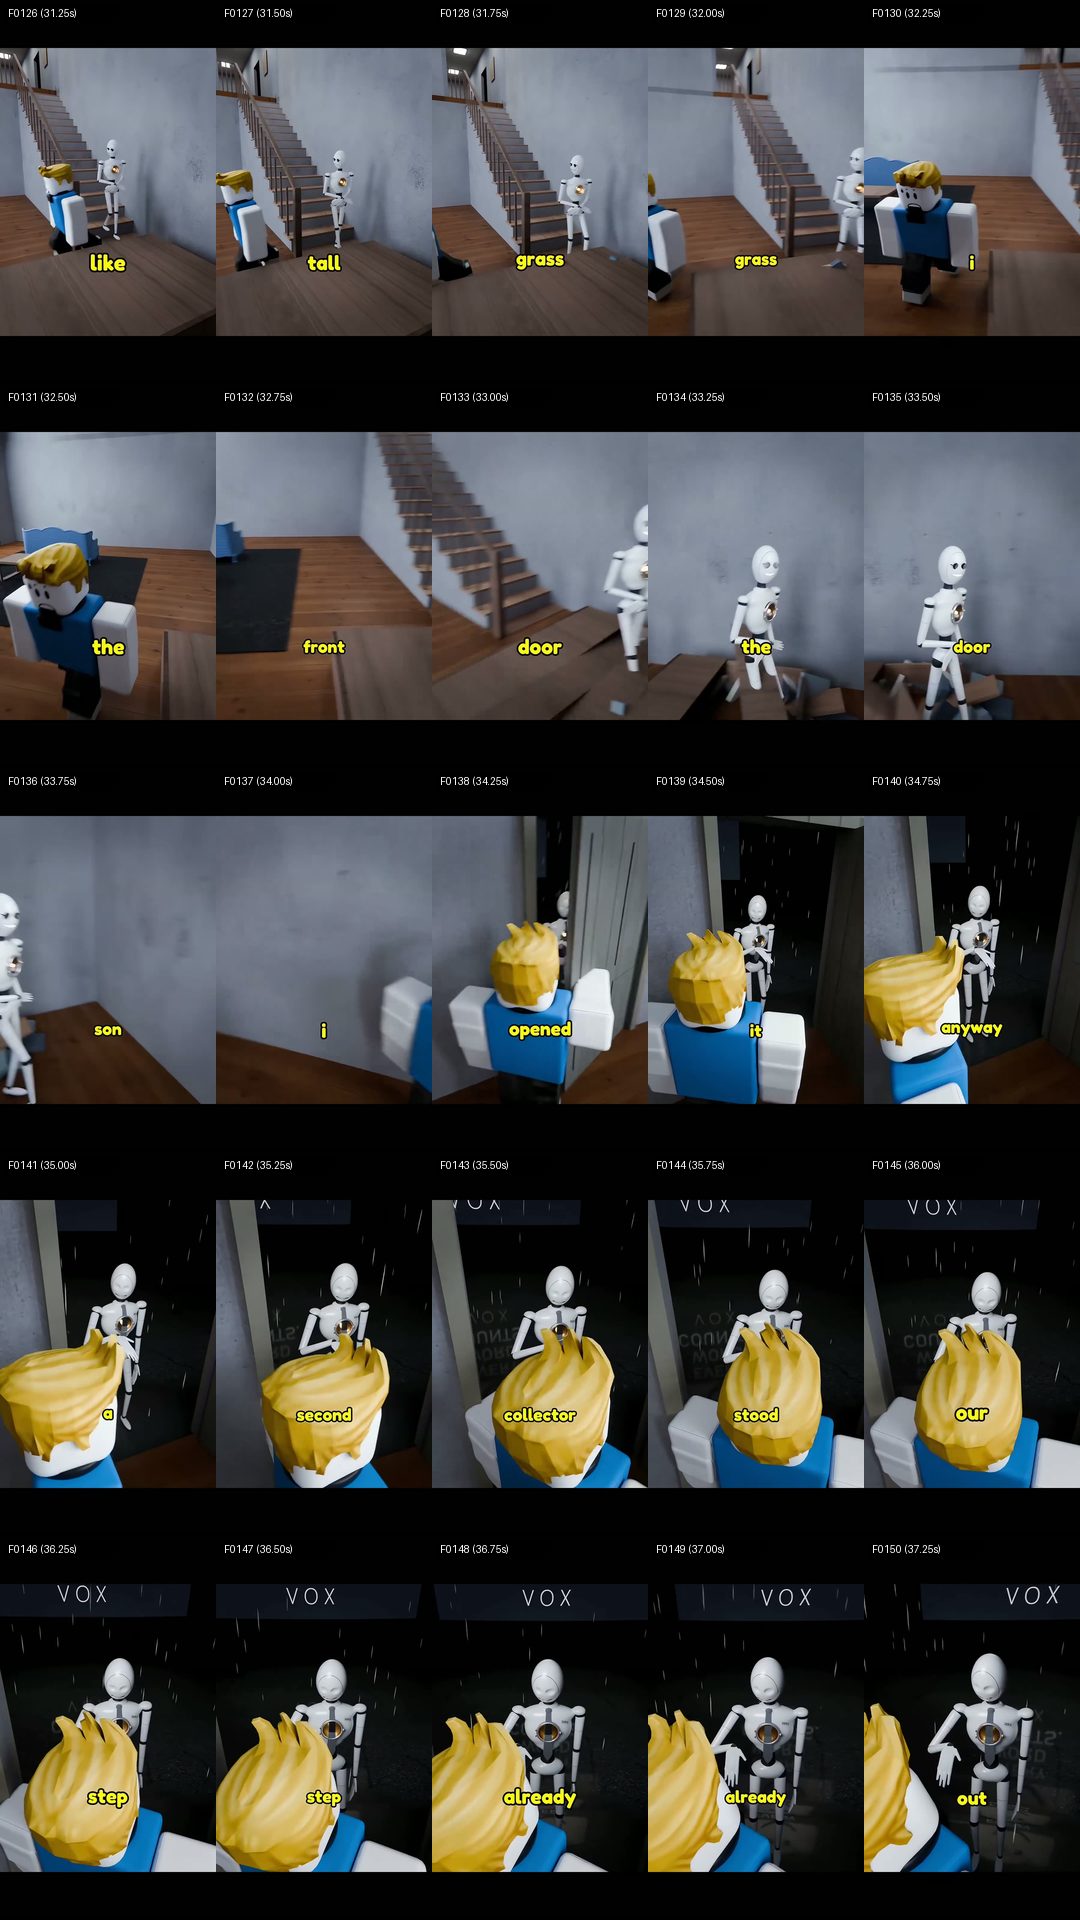 F0126 (31.25s)
F0127 (31.50s)
F0128 (31.75s)
F0129 (32.00s)
F0130 (32.25s)
like
tall
grass
grass
i
F0131 (32.50s)
F0132 (32.75s)
F0133 (33.00s)
F0134 (33.25s)
F0135 (33.50s)
the
front
door
the
door
F0136 (33.75s)
F0137 (34.00s)
F0138 (34.25s)
F0139 (34.50s)
F0140 (34.75s)
son
i
opened
it
anyway
F0141 (35.00s)
F0142 (35.25s)
F0143 (35.50s)
F0144 (35.75s)
F0145 (36.00s)
VOX
VOX
VOX
VOX
a
second
collector
stood
our
F0146 (36.25s)
F0147 (36.50s)
F0148 (36.75s)
F0149 (37.00s)
F0150 (37.25s)
VOX
VOX
VOX
VOX
VOX
step
step
already
already
out